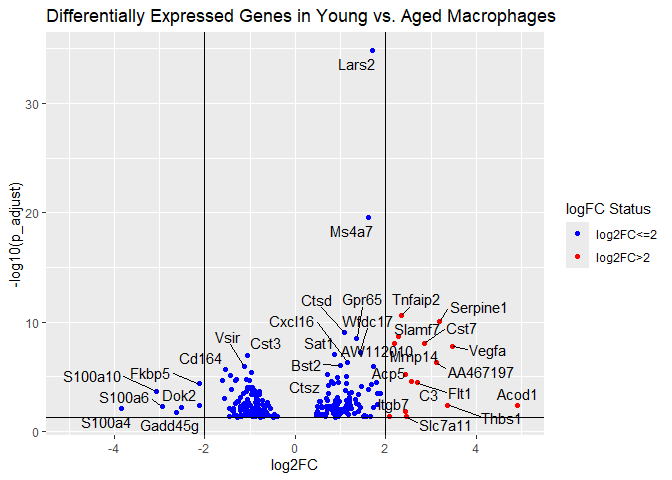 Differentially Expressed Genes in Young vs. Aged Macrophages
-log10(p_adjust)
30
20
10
0
Lars2
Ms4a7
Ctsd
Gpr65
Tnfaip2
Serpine1
Cxcl16
Wfdc17
Slamf7
Cst7
Vsir
Cst3
Sat1
AW112010
Vegfa
Cd164
Bst2
Mmp14
AA467197
S100a10
Fkbp5
Ctsz
Acp5
Flt1
Acod1
S100a6
Dok2
C3
Itgb7
Thbs1
S100a4
Gadd45g
Slc7a11
-4
-2
0
2
4
log2FC
logFC Status
log2FC<=2
log2FC>2